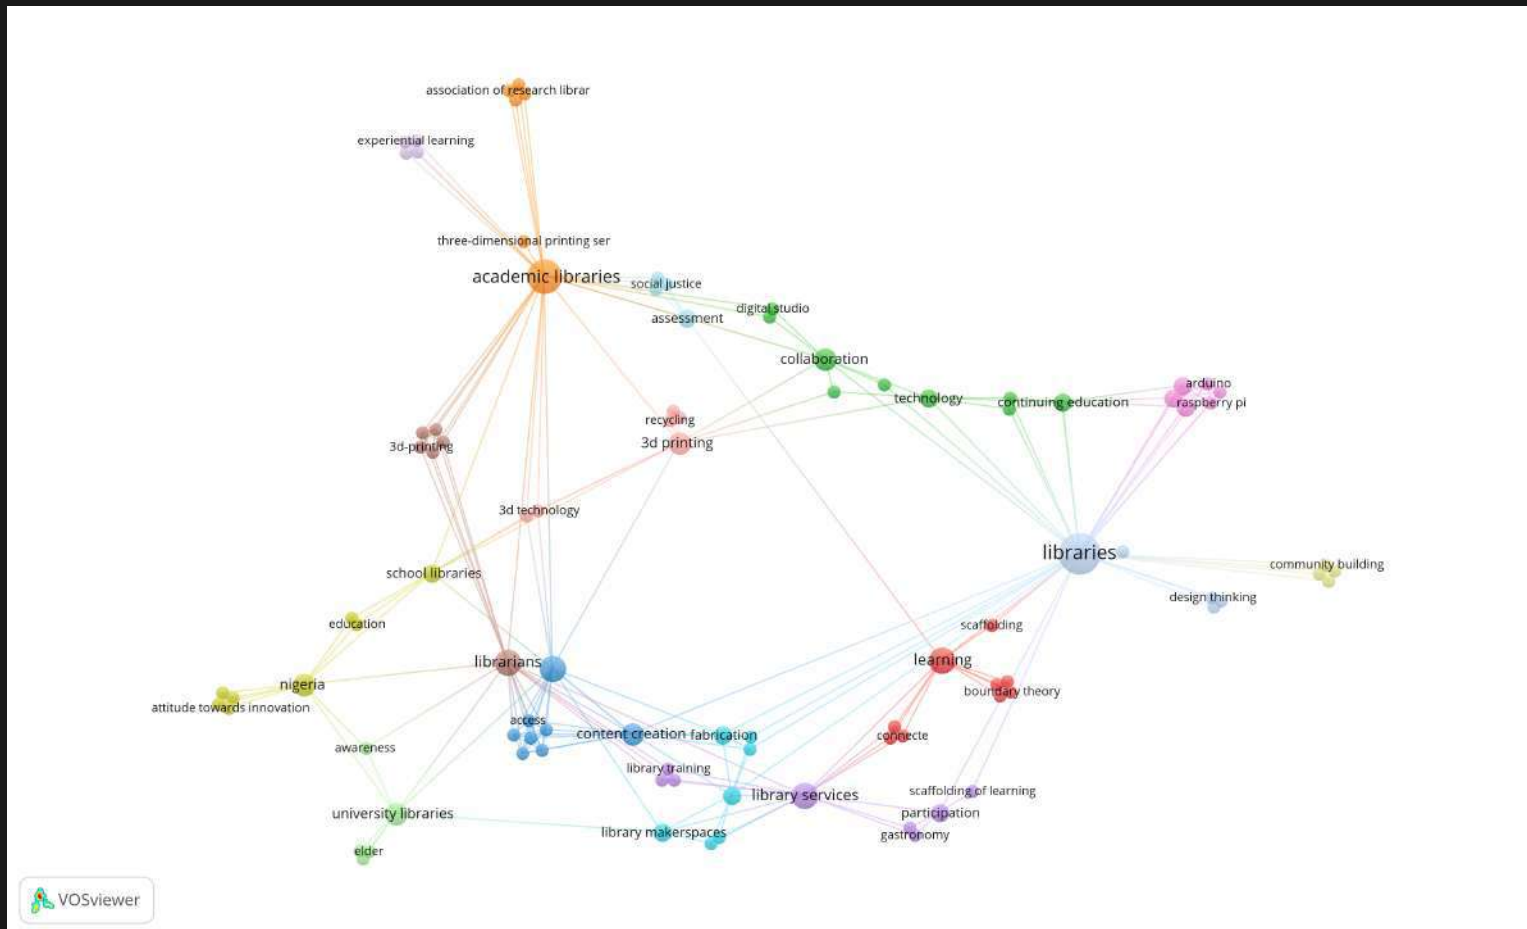 association of research librar
experiential learning
three-dimensional printing ser
academic libraries
social justice
digital studio
assessment
collaboration
arduino
technology
continuing education
raspberry pi
recycling
3d printing
3d-printing
3d technology
libraries
community building
school libraries
design thinking
education
scaffolding
librarians
learning
nigeria
boundary theory
attitude towards innovation
access
content creation
fabrication
connecte
awareness
library training
scaffolding of learning
library services
university libraries
participation
library makerspaces
gastronomy
elder
VOSviewer